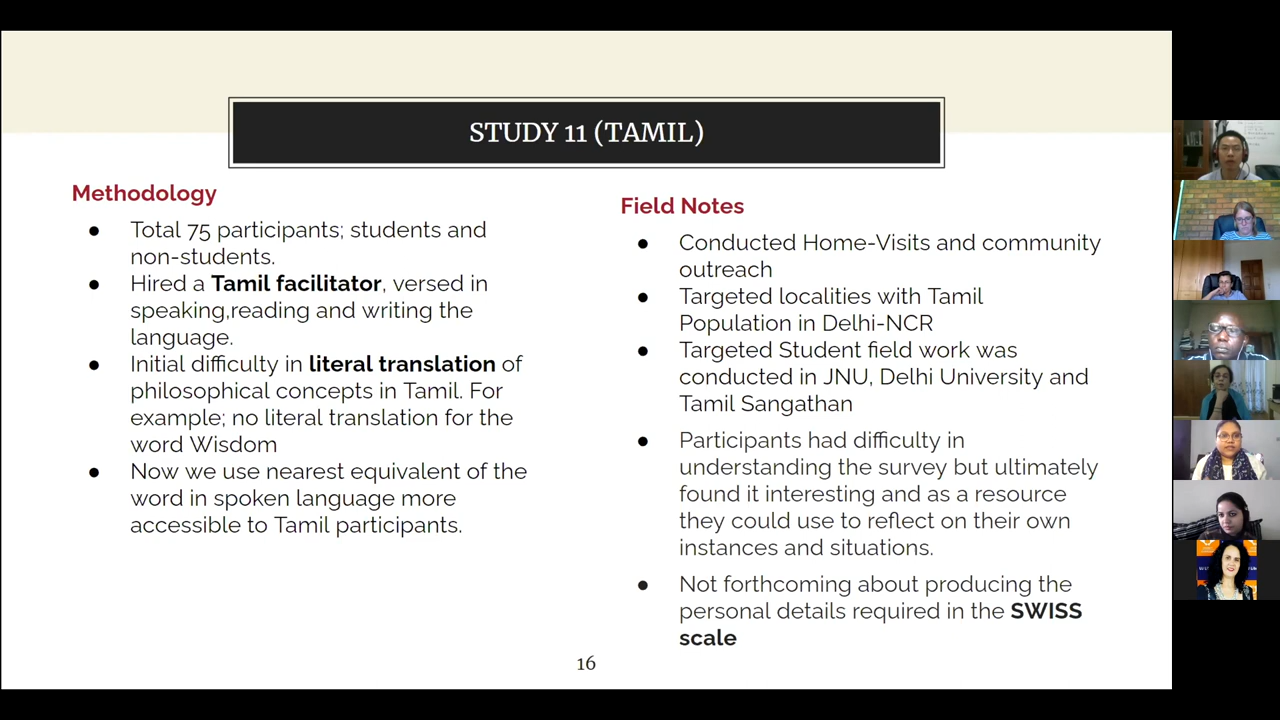 STUDY 11 (TAMIL)
Methodology
● Total 75 participants; students and
non-students.
● Hired a Tamil facilitator, versed in
speaking,reading and writing the
language.
● Initial difficulty in literal translation of
philosophical concepts in Tamil. For
example; no literal translation for the
word Wisdom
● Now we use nearest equivalent of the
word in spoken language more
accessible to Tamil participants.
Field Notes
● Conducted Home-Visits and community
outreach
● Targeted localities with Tamil
Population in Delhi-NCR
● Targeted Student field work was
conducted in JNU, Delhi University and
Tamil Sangathan
● Participants had difficulty in
understanding the survey but ultimately
found it interesting and as a resource
they could use to reflect on their own
instances and situations.
● Not forthcoming about producing the
personal details required in the SWISS
scale
16